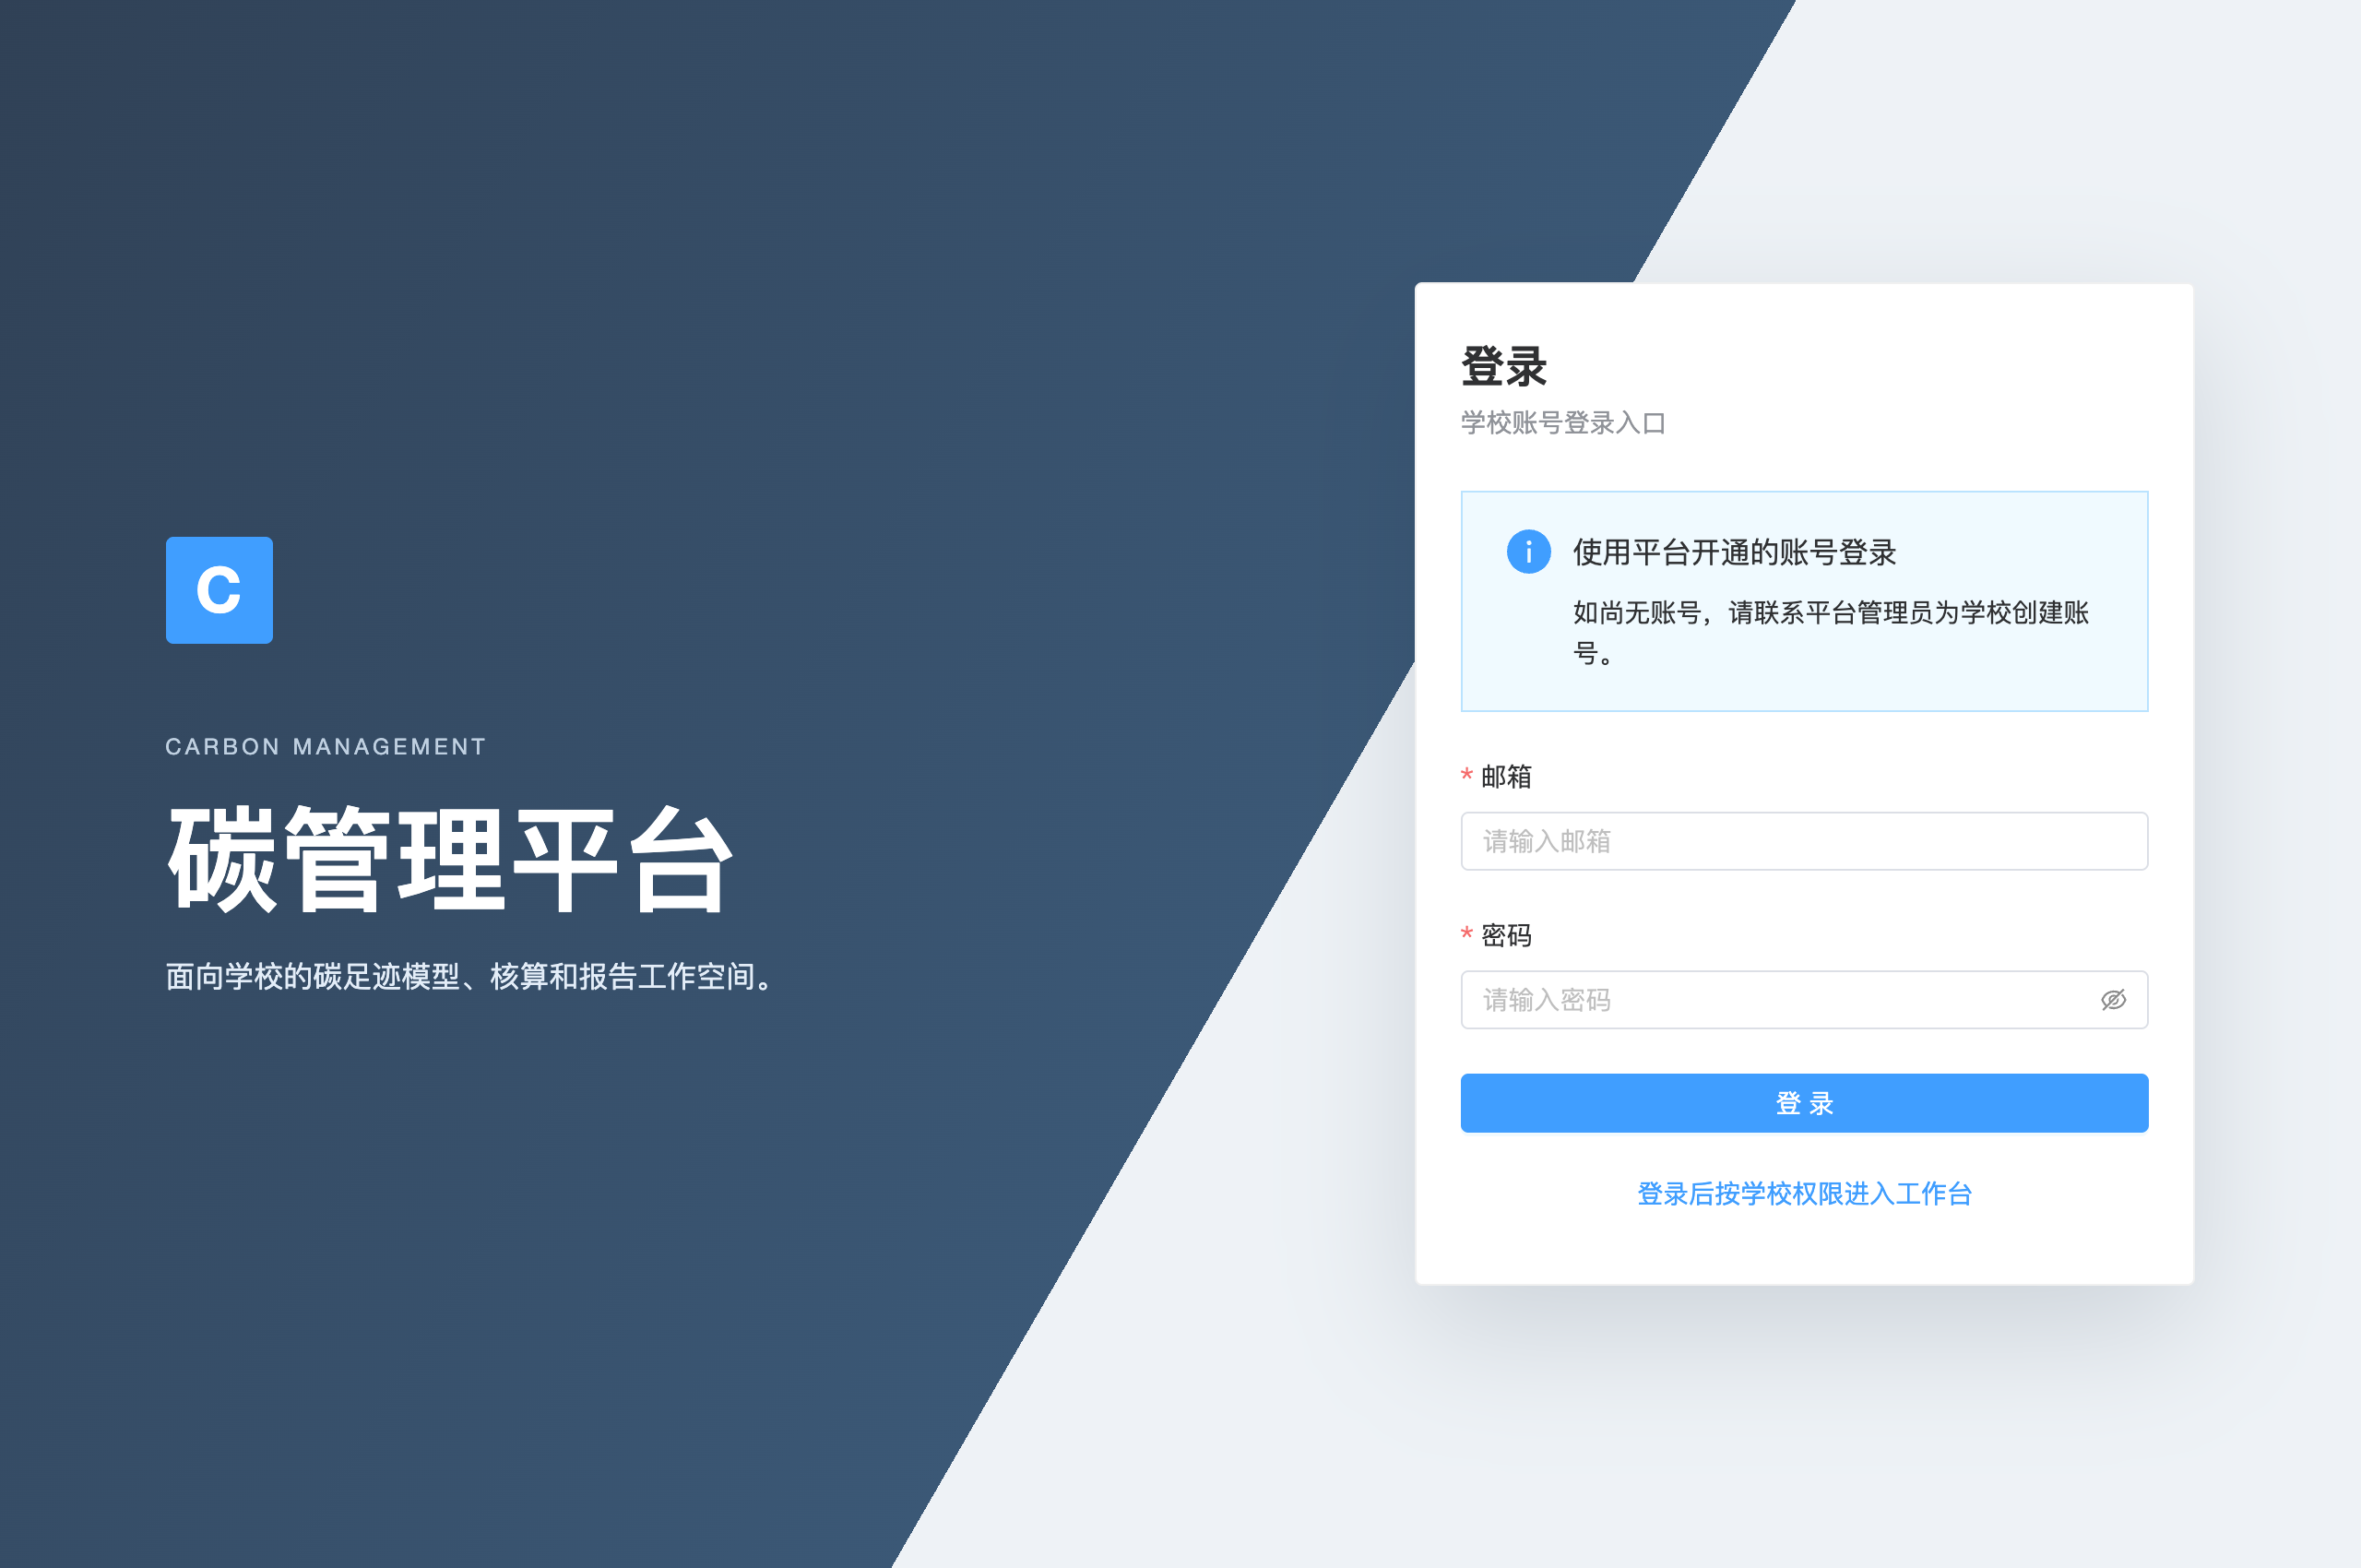 C
CARBON MANAGEMENT
碳管理平台
面向学校的碳足迹模型、核算和报告工作空间。
登录
学校账号登录入口
使用平台开通的账号登录
如尚无账号，请联系平台管理员为学校创建账
号。
* 邮箱
请输入邮箱
* 密码
请输入密码
登 录
登录后按学校权限进入工作台